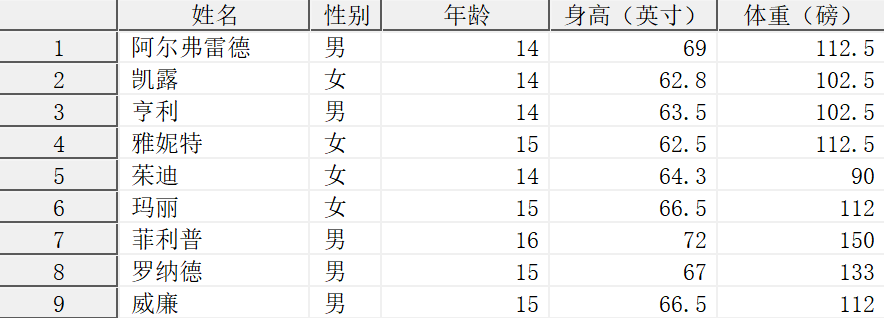 姓名 性别 年龄 身高（英寸） 体重（磅）
1 阿尔弗雷德 男 14 69 112.5
2 凯露 女 14 62.8 102.5
3 亨利 男 14 63.5 102.5
4 雅妮特 女 15 62.5 112.5
5 茱迪 女 14 64.3 90
6 玛丽 女 15 66.5 112
7 菲利普 男 16 72 150
8 罗纳德 男 15 67 133
9 威廉 男 15 66.5 112